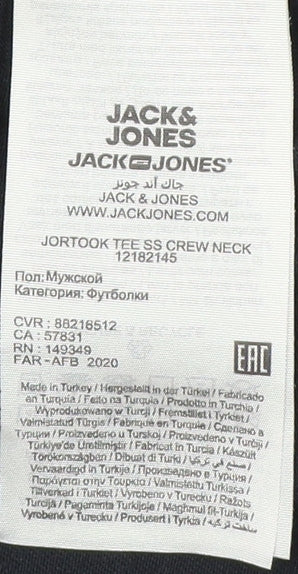 JACK&
JONES
JACK JONES®
جاك آند جونز
JACK & JONES
WWW.JACKJONES.COM
JORTOOK TEE SS CREW NECK
12182145
Пол: Мужской
Категория: Футболки
CVR : 88216512
CA : 57831
RN : 149349
FAR-AFB 2020
EAC
Made in Turkey / Hergestellt in der Türkei / Fabricado
en Turquía / Feito na Turquia / Prodotto in Turchia /
Wyprodukowano w Turcji / Fremstillet i Tyrkiet /
Valmistatud Türgis / Fabriqué en Turquie / Сделано в
Турции / Proizvedeno u Turskoj / Proizvedeno v Turčiji /
Türkiye'de Üretilmiştir / Fabricat în Turcia / Készült
Törökországban / Dibuat di Turki / صنع في تركيا /
Vervaardigd in Turkije / Произведено в Турция /
Παράγεται στην Τουρκία / Valmistettu Turkissa /
Tillverkad i Turkiet / Vyrobeno v Turecku / Ražots
Turcijā / Pagaminta Turkijoje / Maghmul fit-Turkija /
Vyrobené v Turecku / Produsert i Tyrkia /